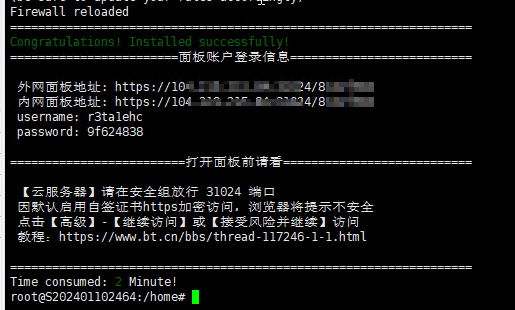 Firewall reloaded
==================================================================
Congratulations! Installed successfully!
========================面板账户登录信息==========================
外网面板地址: https://10 24/8
内网面板地址: https://104 24/8
username: r3ta1ehc
password: 9f624838
=========================打开面板前请看===========================
【云服务器】请在安全组放行 31024 端口
因默认启用自签证书https加密访问，浏览器将提示不安全
点击【高级】-【继续访问】或【接受风险并继续】访问
教程：https://www.bt.cn/bbs/thread-117246-1-1.html
==================================================================
Time consumed: 2 Minute!
root@S202401102464:/home#